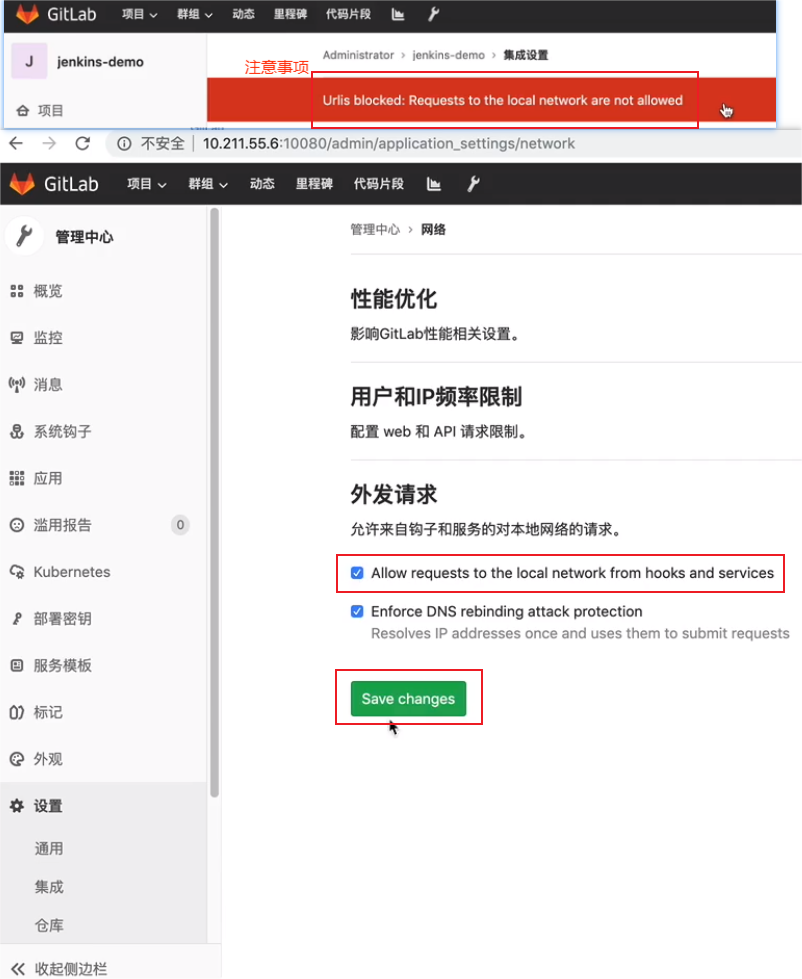 GitLab 项目 群组 动态 里程碑 代码片段
J jenkins-demo
Administrator > jenkins-demo > 集成设置
注意事项
Urlis blocked: Requests to the local network are not allowed
项目
不安全 10.211.55.6:10080/admin/application_settings/network
GitLab 项目 群组 动态 里程碑 代码片段
管理中心
概览
监控
消息
系统钩子
应用
滥用报告 0
Kubernetes
部署密钥
服务模板
标记
外观
设置
通用
集成
仓库
收起侧边栏
管理中心 > 网络
性能优化
影响GitLab性能相关设置。
用户和IP频率限制
配置 web 和 API 请求限制。
外发请求
允许来自钩子和服务的对本地网络的请求。
Allow requests to the local network from hooks and services
Enforce DNS rebinding attack protection
Resolves IP addresses once and uses them to submit requests
Save changes